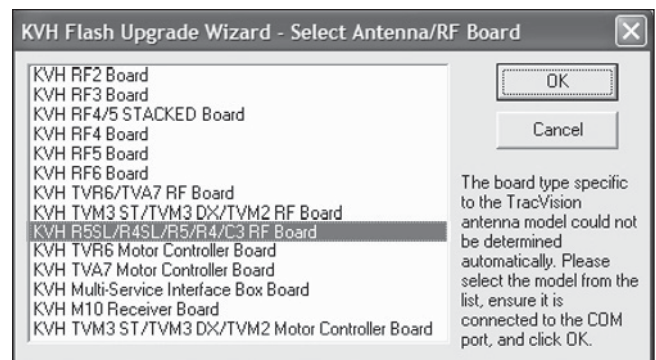 KVH Flash Upgrade Wizard - Select Antenna/RF Board
KVH RF2 Board
KVH RF3 Board
KVH RF4/5 STACKED Board
KVH RF4 Board
KVH RF5 Board
KVH RF6 Board
KVH TVR6/TVA7 RF Board
KVH TVM3 ST/TVM3 DX/TVM2 RF Board
KVH R5SL/R4SL/R5/R4/C3 RF Board
KVH TVR6 Motor Controller Board
KVH TVA7 Motor Controller Board
KVH Multi-Service Interface Box Board
KVH M10 Receiver Board
KVH TVM3 ST/TVM3 DX/TVM2 Motor Controller Board
OK
Cancel
The board type specific
to the TracVision
antenna model could not
be determined
automatically. Please
select the model from the
list, ensure it is
connected to the COM
port, and click OK.